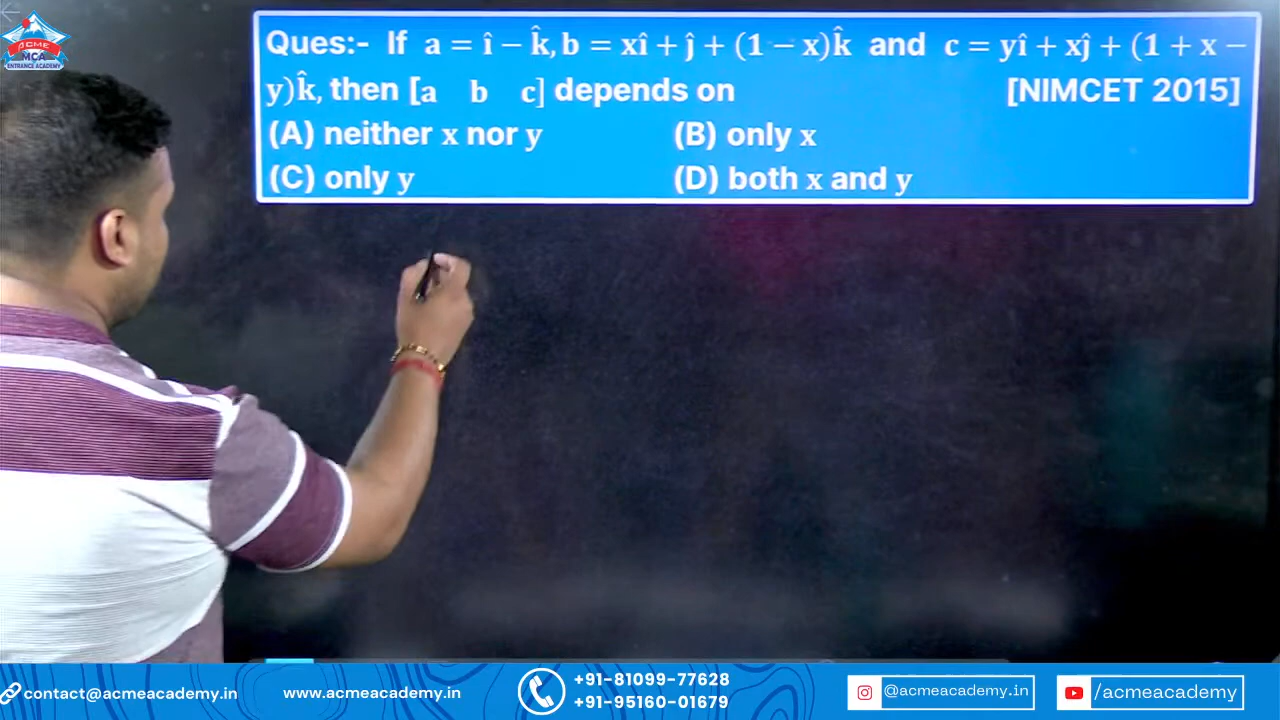 ACME
MCA
ENTRANCE ACADEMY
Ques:- If a = î − k̂, b = xî + ĵ + (1 − x)k̂ and c = yî + xĵ + (1 + x −
y)k̂, then [a b c] depends on [NIMCET 2015]
(A) neither x nor y (B) only x
(C) only y (D) both x and y
contact@acmeacademy.in www.acmeacademy.in +91-81099-77628 @acmeacademy.in /acmeacademy
+91-95160-01679